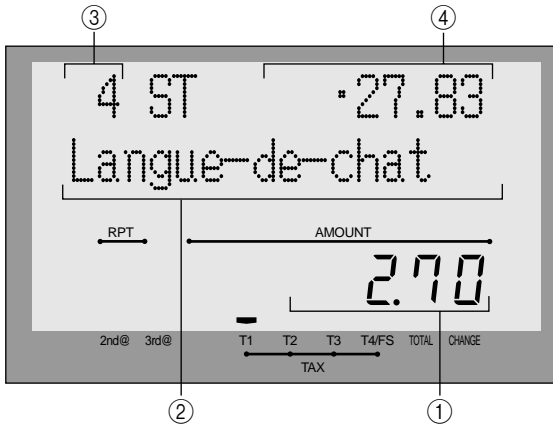 ③ ④
4 ST ·27.83
Langue-de-chat
RPT AMOUNT
2.70
2nd@ 3rd@ T1 T2 T3 T4/FS TOTAL CHANGE
TAX
② ①